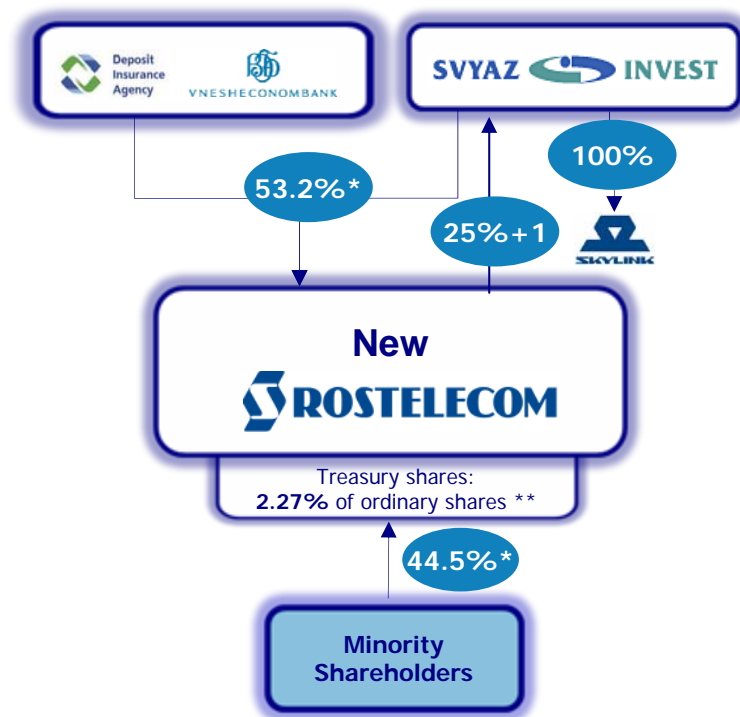 Deposit
Insurance
Agency
VNESHECONOMBANK
SVYAZ INVEST
100%
53.2%*
25%+1
SKYLINK
New
ROSTELECOM
Treasury shares:
2.27% of ordinary shares **
44.5%*
Minority
Shareholders